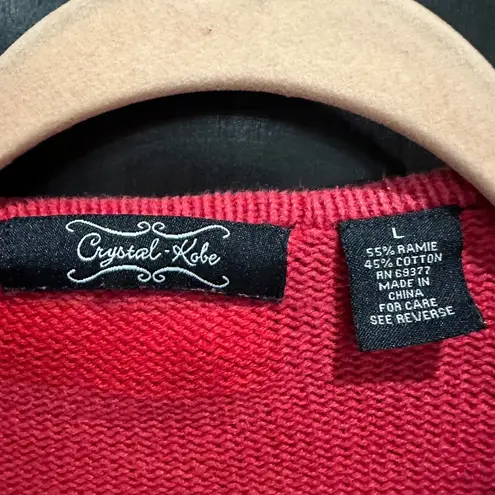 Crystal-Kobe
L
55% RAMIE
45% COTTON
RN 69377
MADE IN
CHINA
FOR CARE
SEE REVERSE